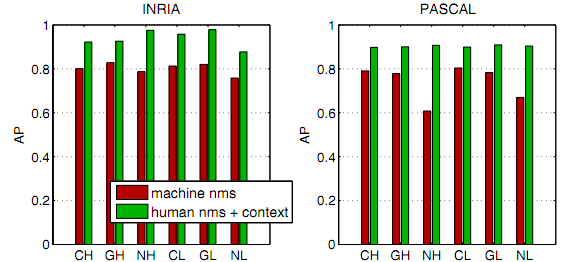 INRIA
1
0.8
0.6
0.4
0.2
0
AP
CH GH NH CL GL NL
machine nms
human nms + context
PASCAL
1
0.8
0.6
0.4
0.2
0
AP
CH GH NH CL GL NL